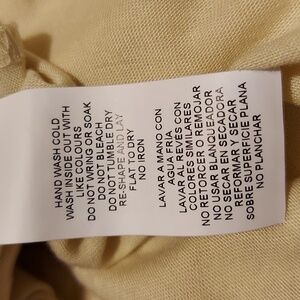 HAND WASH COLD
WASH INSIDE OUT WITH
LIKE COLOURS
DO NOT WRING OR SOAK
DO NOT BLEACH
DO NOT TUMBLE DRY
RE-SHAPE AND LAY
FLAT TO DRY
NO IRON
LAVAR A MANO CON
AGUA FRIA
LAVAR AL REVÉS CON
COLORES SIMILARES
NO RETORCER O REMOJAR
NO USAR BLANQUEADOR
NO SECAR EN SECADORA
REFORMAR Y SECAR
SOBRE SUPERFICIE PLANA
NO PLANCHAR